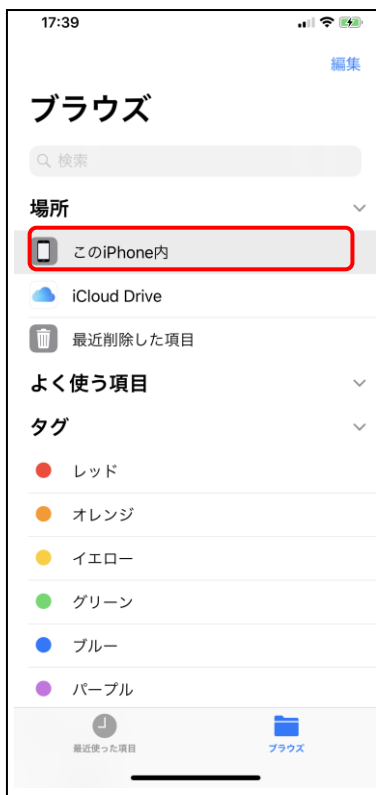 17:39
編集
ブラウズ
検索
場所
このiPhone内
iCloud Drive
最近削除した項目
よく使う項目
タグ
レッド
オレンジ
イエロー
グリーン
ブルー
パープル
最近使った項目
ブラウズ